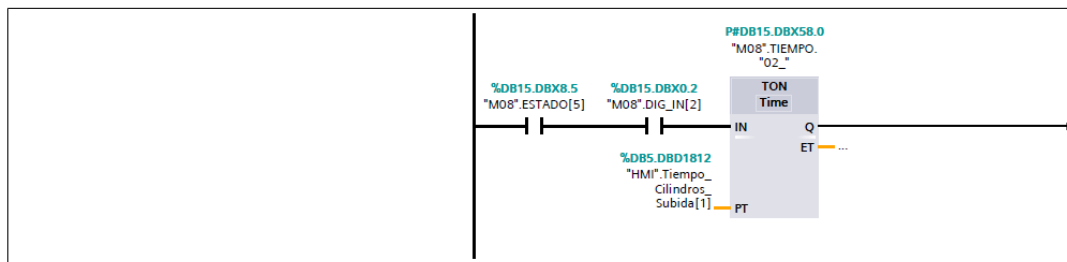 P#DB15.DBX58.0
"M08".TIEMPO.
"02_"
%DB15.DBX8.5
"M08".ESTADO[5]
%DB15.DBX0.2
"M08".DIG_IN[2]
TON
Time
IN
Q
ET
...
%DB5.DBD1812
"HMI".Tiempo_
Cilindros_
Subida[1]
PT